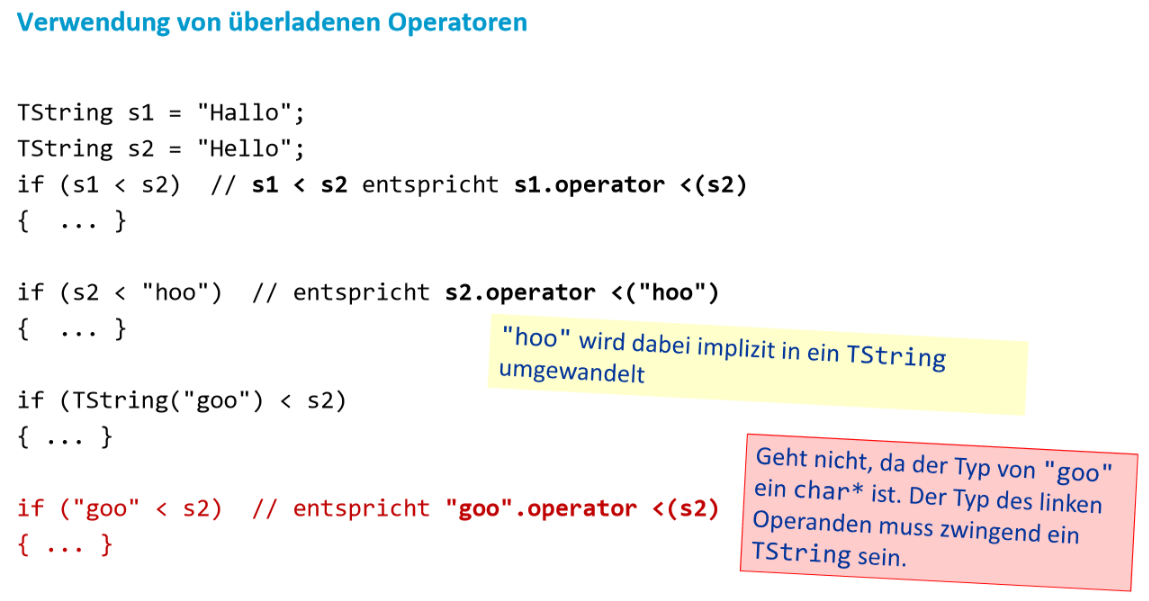 Verwendung von überladenen Operatoren
TString s1 = "Hallo";
TString s2 = "Hello";
if (s1 < s2)  // s1 < s2 entspricht s1.operator <(s2)
{  ... }
if (s2 < "hoo")  // entspricht s2.operator <("hoo")
{  ... }
"hoo" wird dabei implizit in ein TString
umgewandelt
if (TString("goo") < s2)
{ ... }
if ("goo" < s2)  // entspricht "goo".operator <(s2)
{ ... }
Geht nicht, da der Typ von "goo"
ein char* ist. Der Typ des linken
Operanden muss zwingend ein
TString sein.